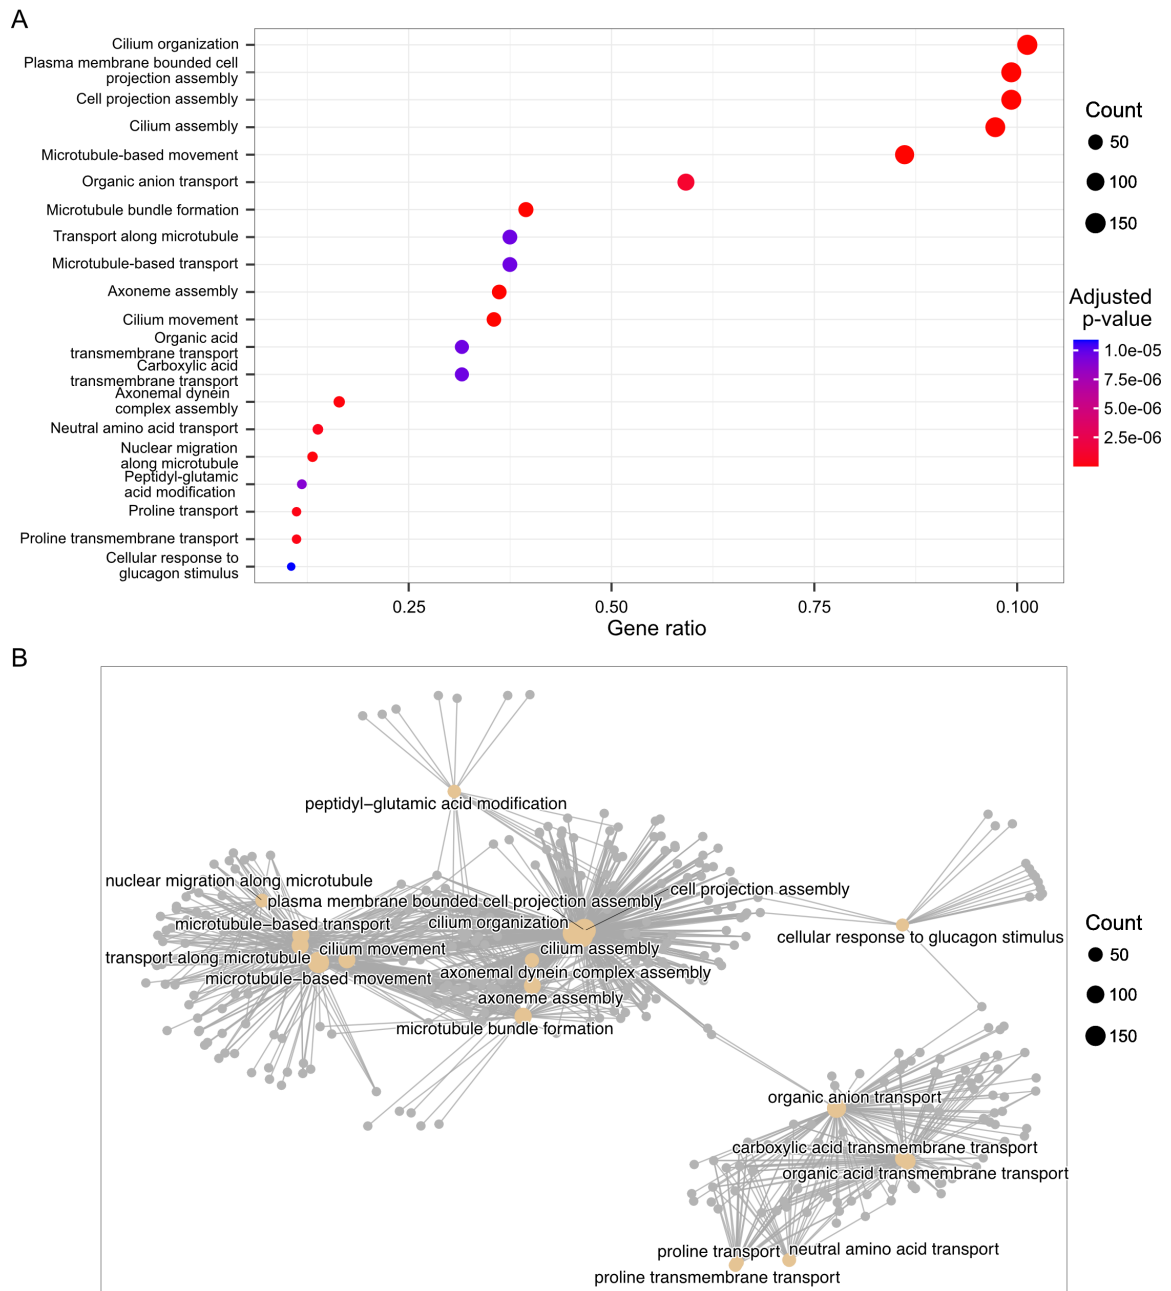 A
Cilium organization
Plasma membrane bounded cell
projection assembly
Cell projection assembly
Cilium assembly
Microtubule-based movement
Organic anion transport
Microtubule bundle formation
Transport along microtubule
Microtubule-based transport
Axoneme assembly
Cilium movement
Organic acid
transmembrane transport
Carboxylic acid
transmembrane transport
Axonemal dynein
complex assembly
Neutral amino acid transport
Nuclear migration
along microtubule
Peptidyl-glutamic
acid modification
Proline transport
Proline transmembrane transport
Cellular response to
glucagon stimulus
0.25
0.50
0.75
0.100
Gene ratio
Count
50
100
150
Adjusted
p-value
1.0e-05
7.5e-06
5.0e-06
2.5e-06
B
peptidyl−glutamic acid modification
nuclear migration along microtubule
cell projection assembly
plasma membrane bounded cell projection assembly
microtubule−based transport
cilium organization
cellular response to glucagon stimulus
cilium movement
cilium assembly
transport along microtubule
axonemal dynein complex assembly
microtubule−based movement
axoneme assembly
microtubule bundle formation
organic anion transport
carboxylic acid transmembrane transport
organic acid transmembrane transport
proline transport
neutral amino acid transport
proline transmembrane transport
Count
50
100
150